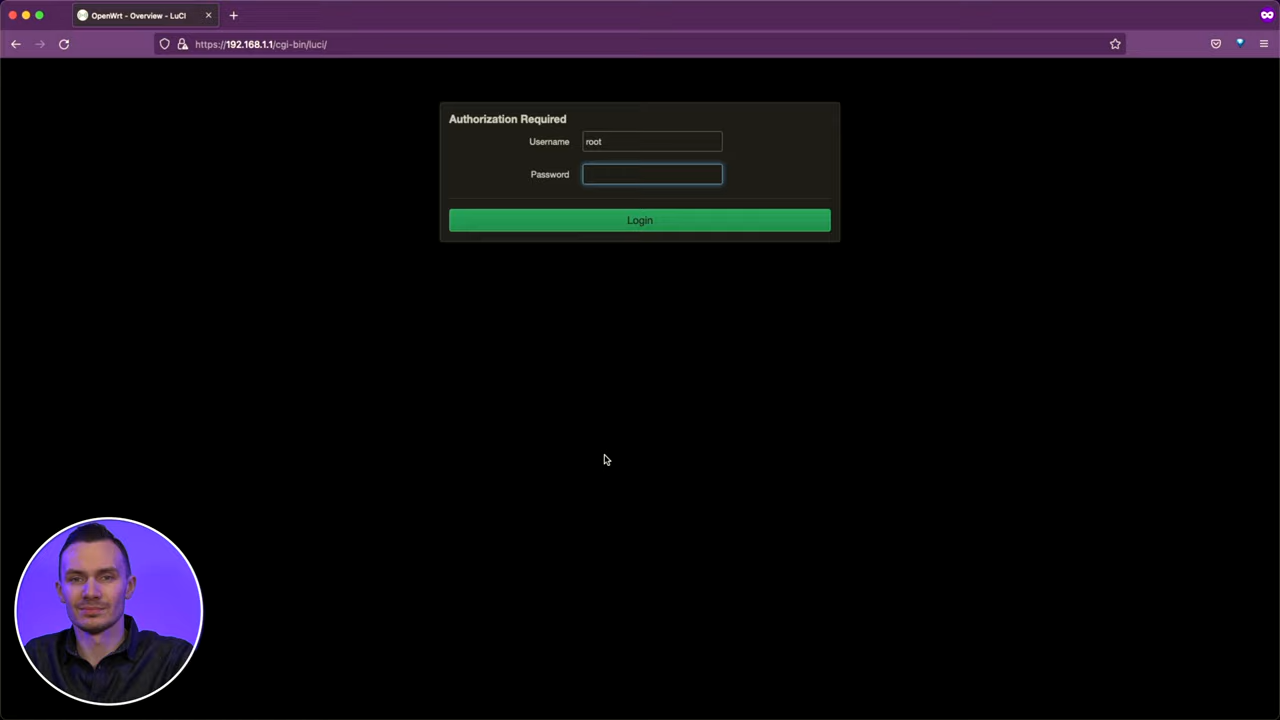 OpenWrt - Overview - LuCI
https://192.168.1.1/cgi-bin/luci/
Authorization Required
Username
root
Password
Login